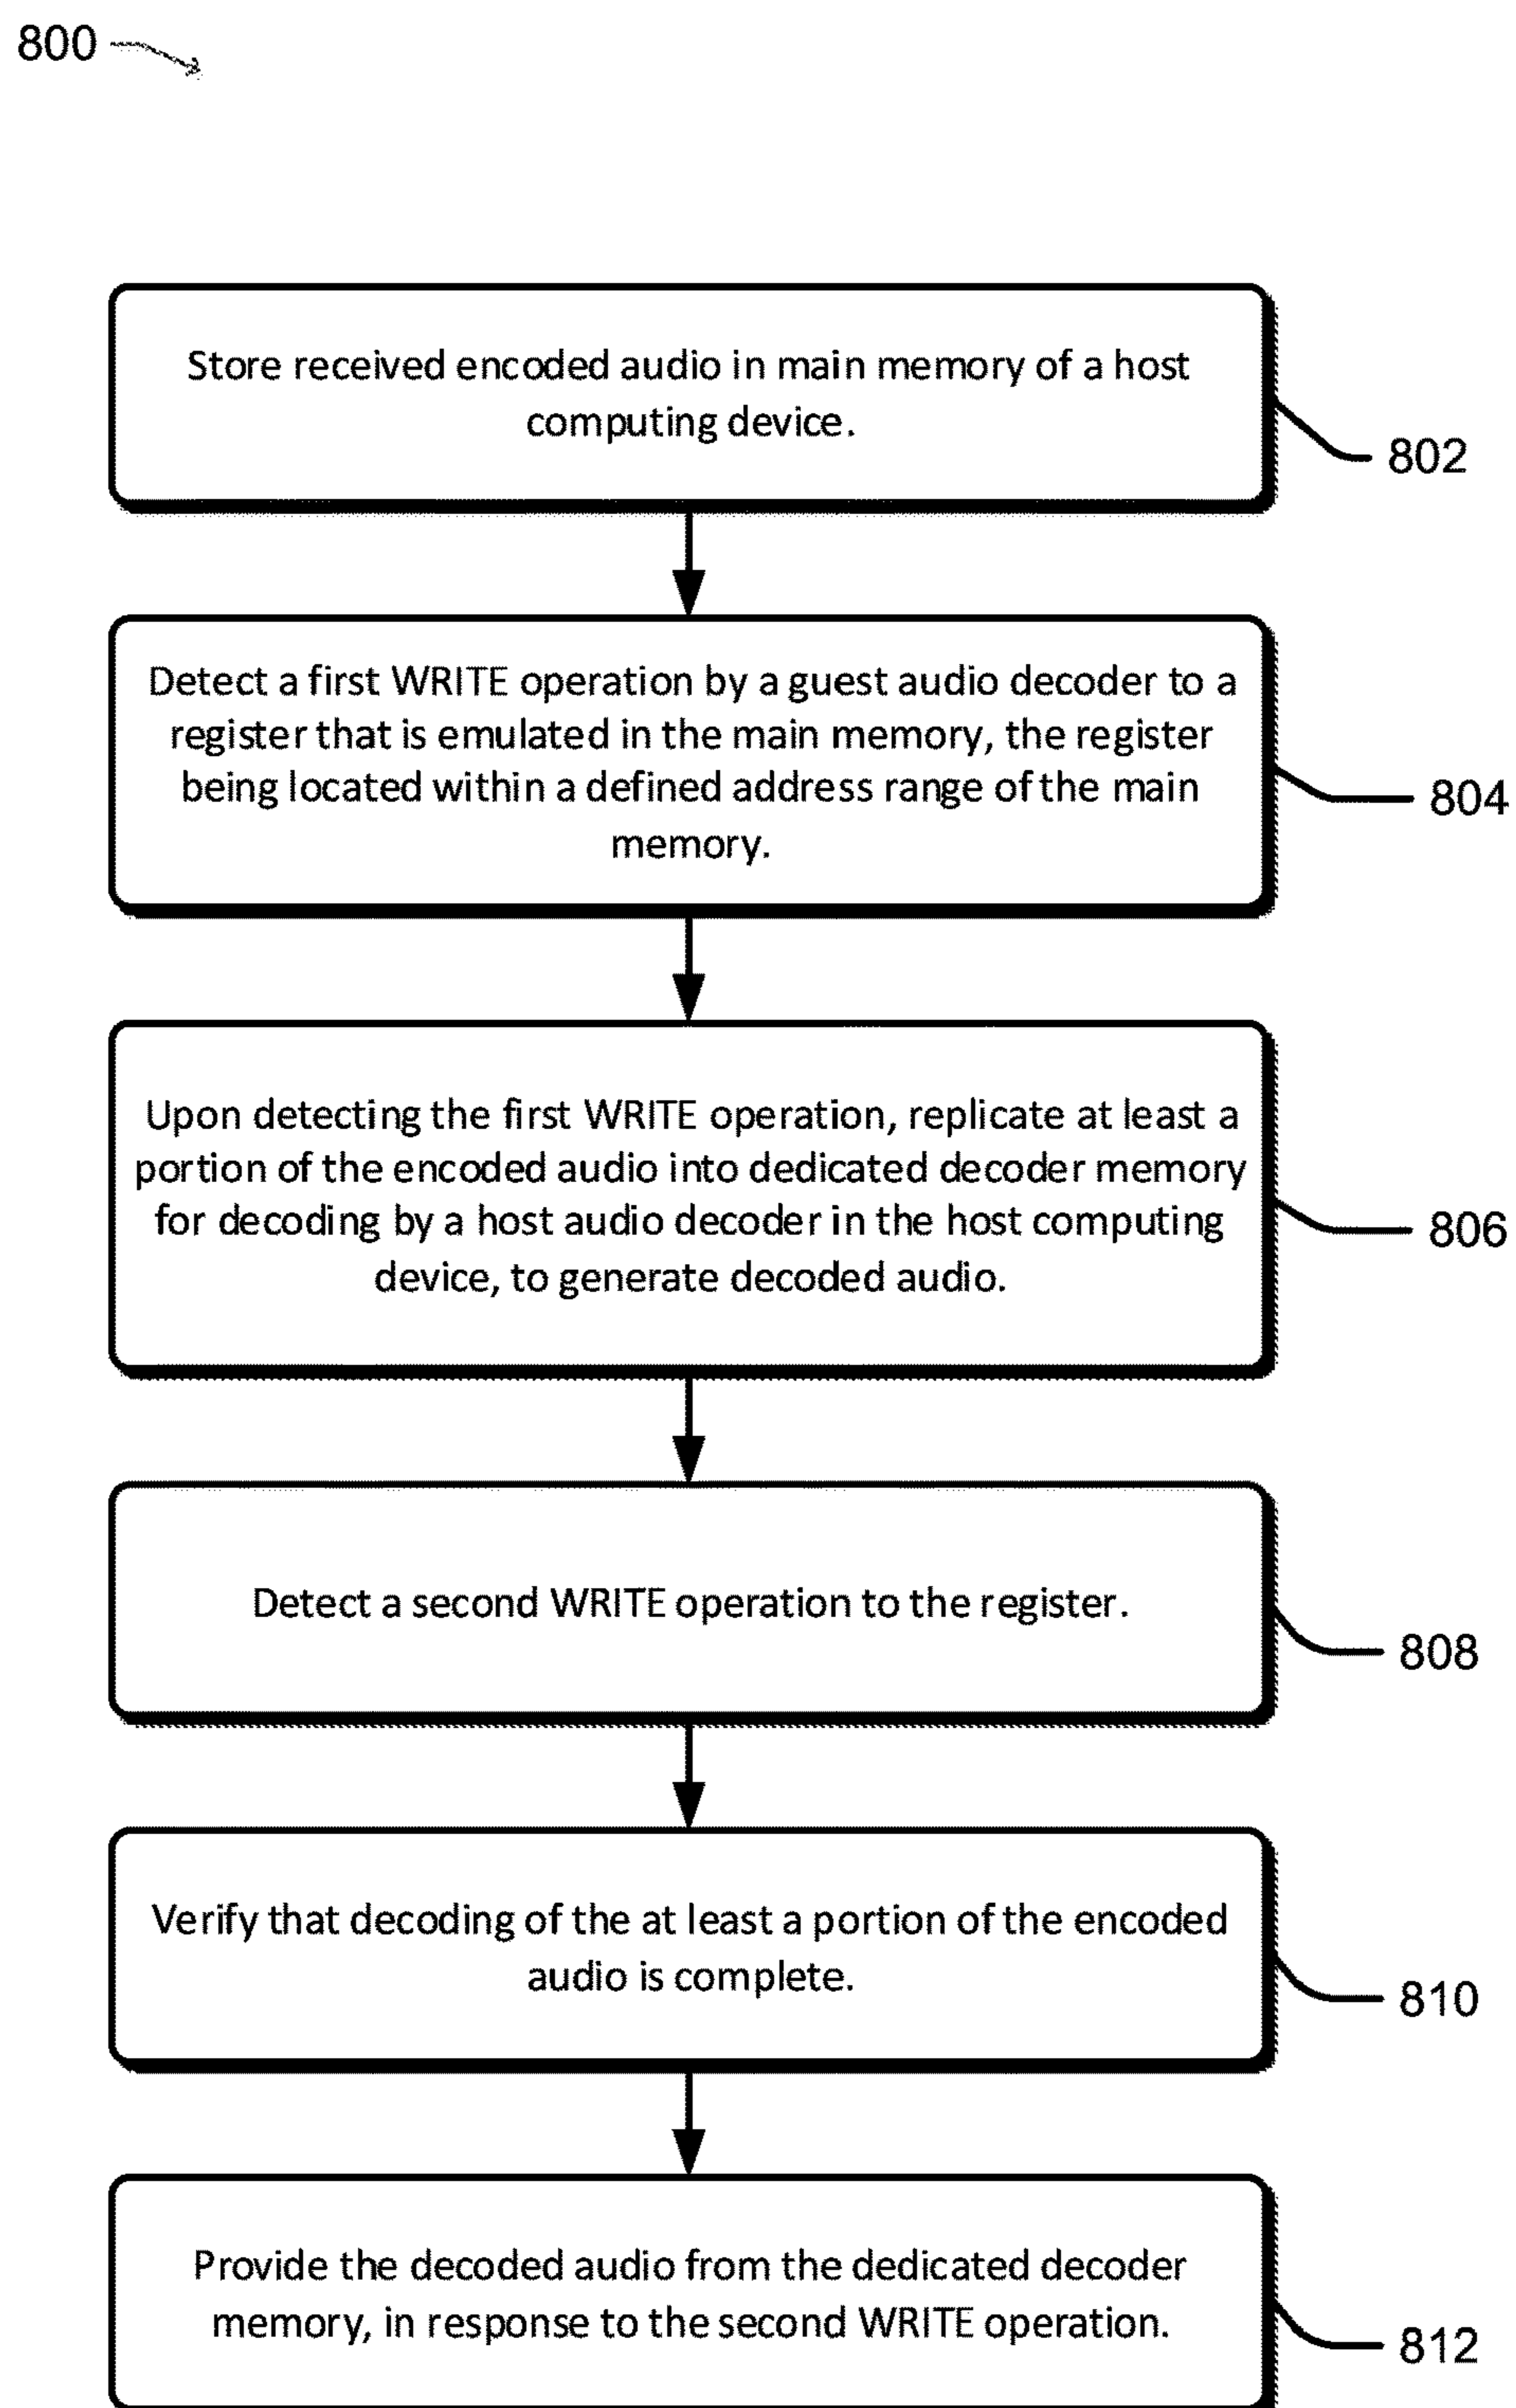 800
Store received encoded audio in main memory of a host
computing device.
802
Detect a first WRITE operation by a guest audio decoder to a
register that is emulated in the main memory, the register
being located within a defined address range of the main
memory.
804
Upon detecting the first WRITE operation, replicate at least a
portion of the encoded audio into dedicated decoder memory
for decoding by a host audio decoder in the host computing
device, to generate decoded audio.
806
Detect a second WRITE operation to the register.
808
Verify that decoding of the at least a portion of the encoded
audio is complete.
810
Provide the decoded audio from the dedicated decoder
memory, in response to the second WRITE operation.
812